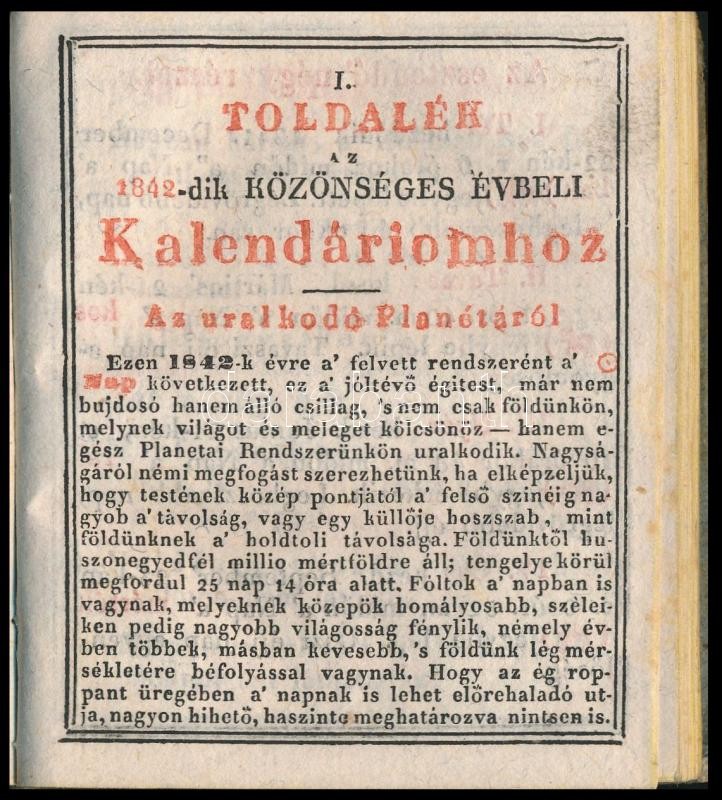 I.
TOLDALÉK
AZ
1842-dik KÖZÖNSÉGES ÉVBELI
Kalendáriomhoz
Az uralkodó Planétáról
Ezen 1842-k évre a' felvett rendszerént a' ☉
Nap következett, ez a' jóltévő égitest, már nem
bujdosó hanem álló csillag, 's nem csak földünkön,
melynek világot és meleget kölcsönöz — hanem e-
gész Planetai Rendszerünkön uralkodik. Nagysá-
gáról némi megfogást szerezhetünk, ha elképzeljük,
hogy testének közép pontjától a' felső szinéig na-
gyob a' távolság, vagy egy küllője hoszszab, mint
földünknek a' holdtoli távolsága. Földünktől hu-
szonegyedfél millio mértföldre áll; tengelye körül
megfordul 25 nap 14 óra alatt. Fóltok a' napban is
vagynak, melyeknek közepök homályosabb, szélei-
ken pedig nagyobb világosság fénylik, némely év-
ben többek, másban kevesebb, 's földünk lég mér-
sékletére béfolyással vagynak. Hogy az ég rop-
pant üregében a' napnak is lehet előrehaladó ut-
ja, nagyon hihető, haszinte meghatározva nintsen is.
darabanth